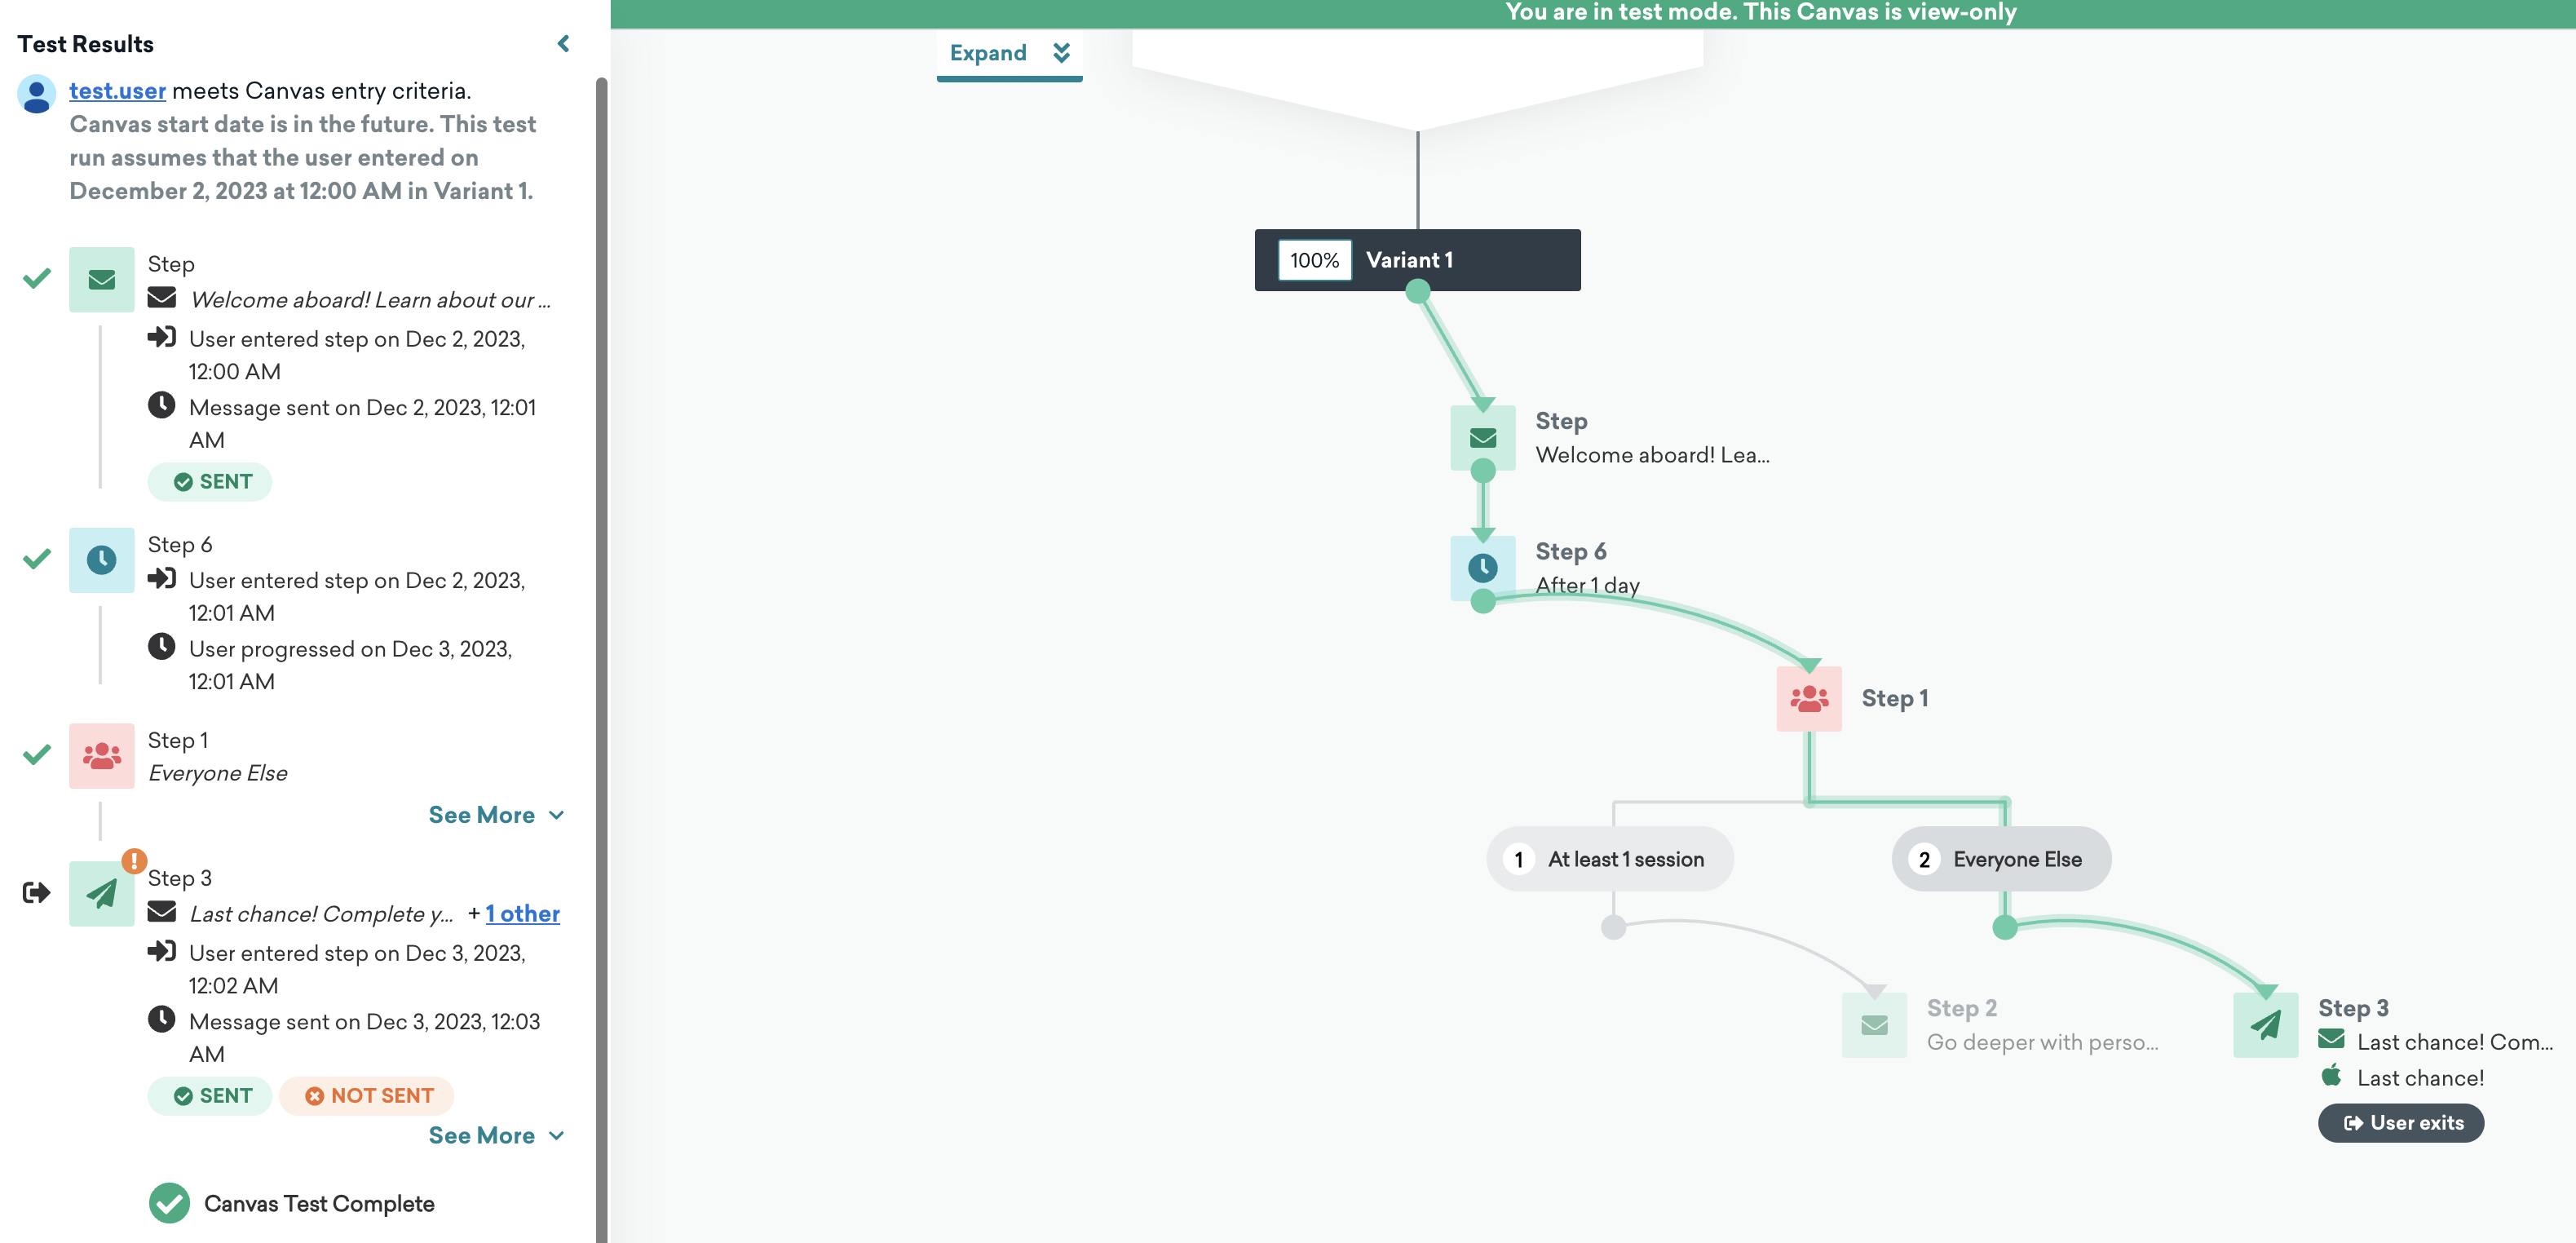 Test Results
test.user meets Canvas entry criteria.
Canvas start date is in the future. This test
run assumes that the user entered on
December 2, 2023 at 12:00 AM in Variant 1.
Step
Welcome aboard! Learn about our ...
User entered step on Dec 2, 2023,
12:00 AM
Message sent on Dec 2, 2023, 12:01
AM
SENT
Step 6
User entered step on Dec 2, 2023,
12:01 AM
User progressed on Dec 3, 2023,
12:01 AM
Step 1
Everyone Else
See More
Step 3
Last chance! Complete y... + 1 other
User entered step on Dec 3, 2023,
12:02 AM
Message sent on Dec 3, 2023, 12:03
AM
SENT NOT SENT
See More
Canvas Test Complete
You are in test mode. This Canvas is view-only
Expand
100% Variant 1
Step
Welcome aboard! Lea...
Step 6
After 1 day
Step 1
1 At least 1 session
2 Everyone Else
Step 2
Go deeper with perso...
Step 3
Last chance! Com...
Last chance!
User exits